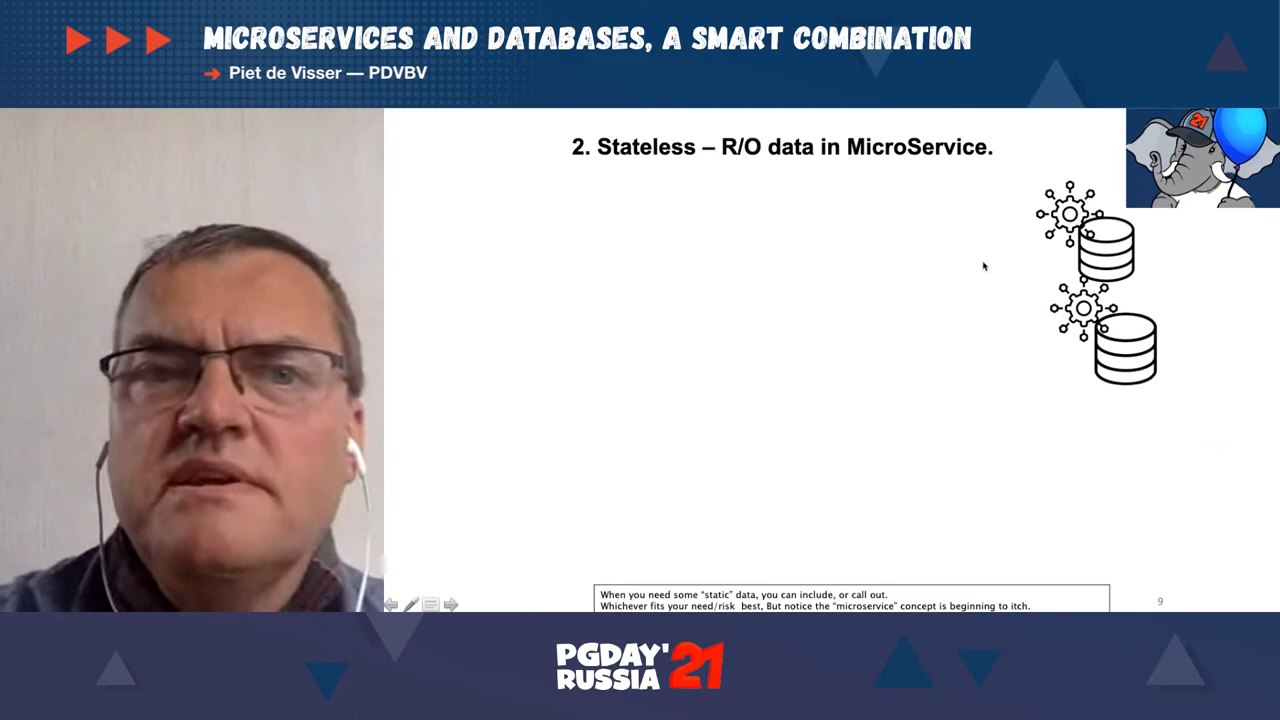 MICROSERVICES AND DATABASES, A SMART COMBINATION
Piet de Visser — PDVBV
2. Stateless – R/O data in MicroService.
21
When you need some “static” data, you can include, or call out.
Whichever fits your need/risk best, But notice the “microservice” concept is beginning to itch.
9
PGDAY'21
RUSSIA